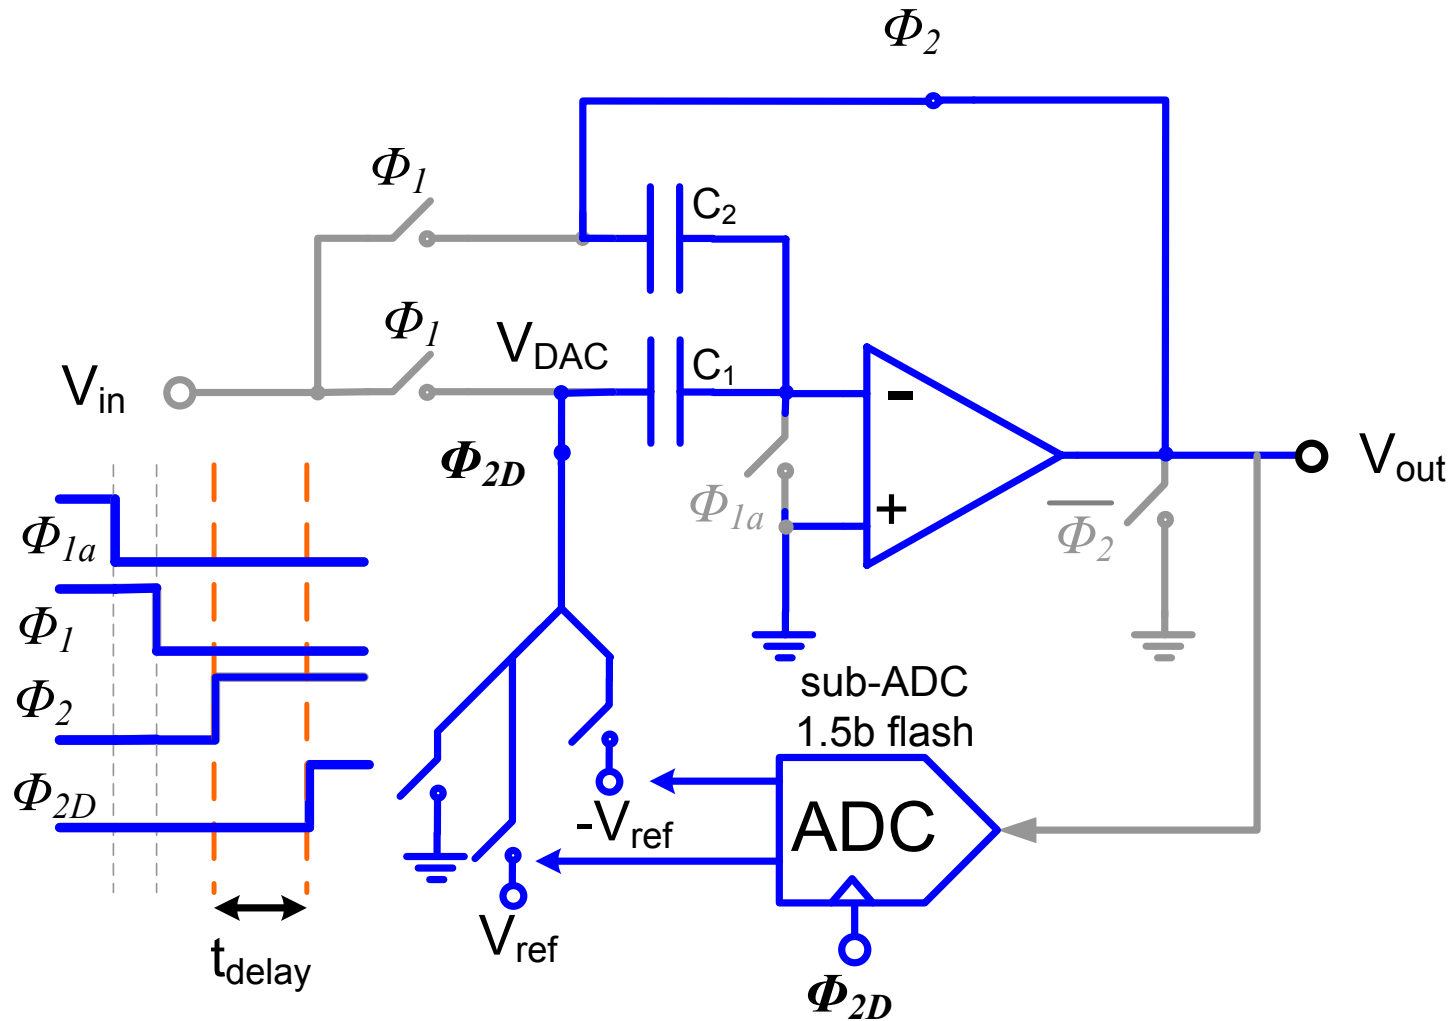 Φ2
Φ1
C2
Φ1
VDAC
C1
Vin
-
Φ2D
Vout
+
Φ1a
Φ2
Φ1a
Φ1
Φ2
Φ2D
sub-ADC
1.5b flash
ADC
-Vref
Vref
tdelay
Φ2D